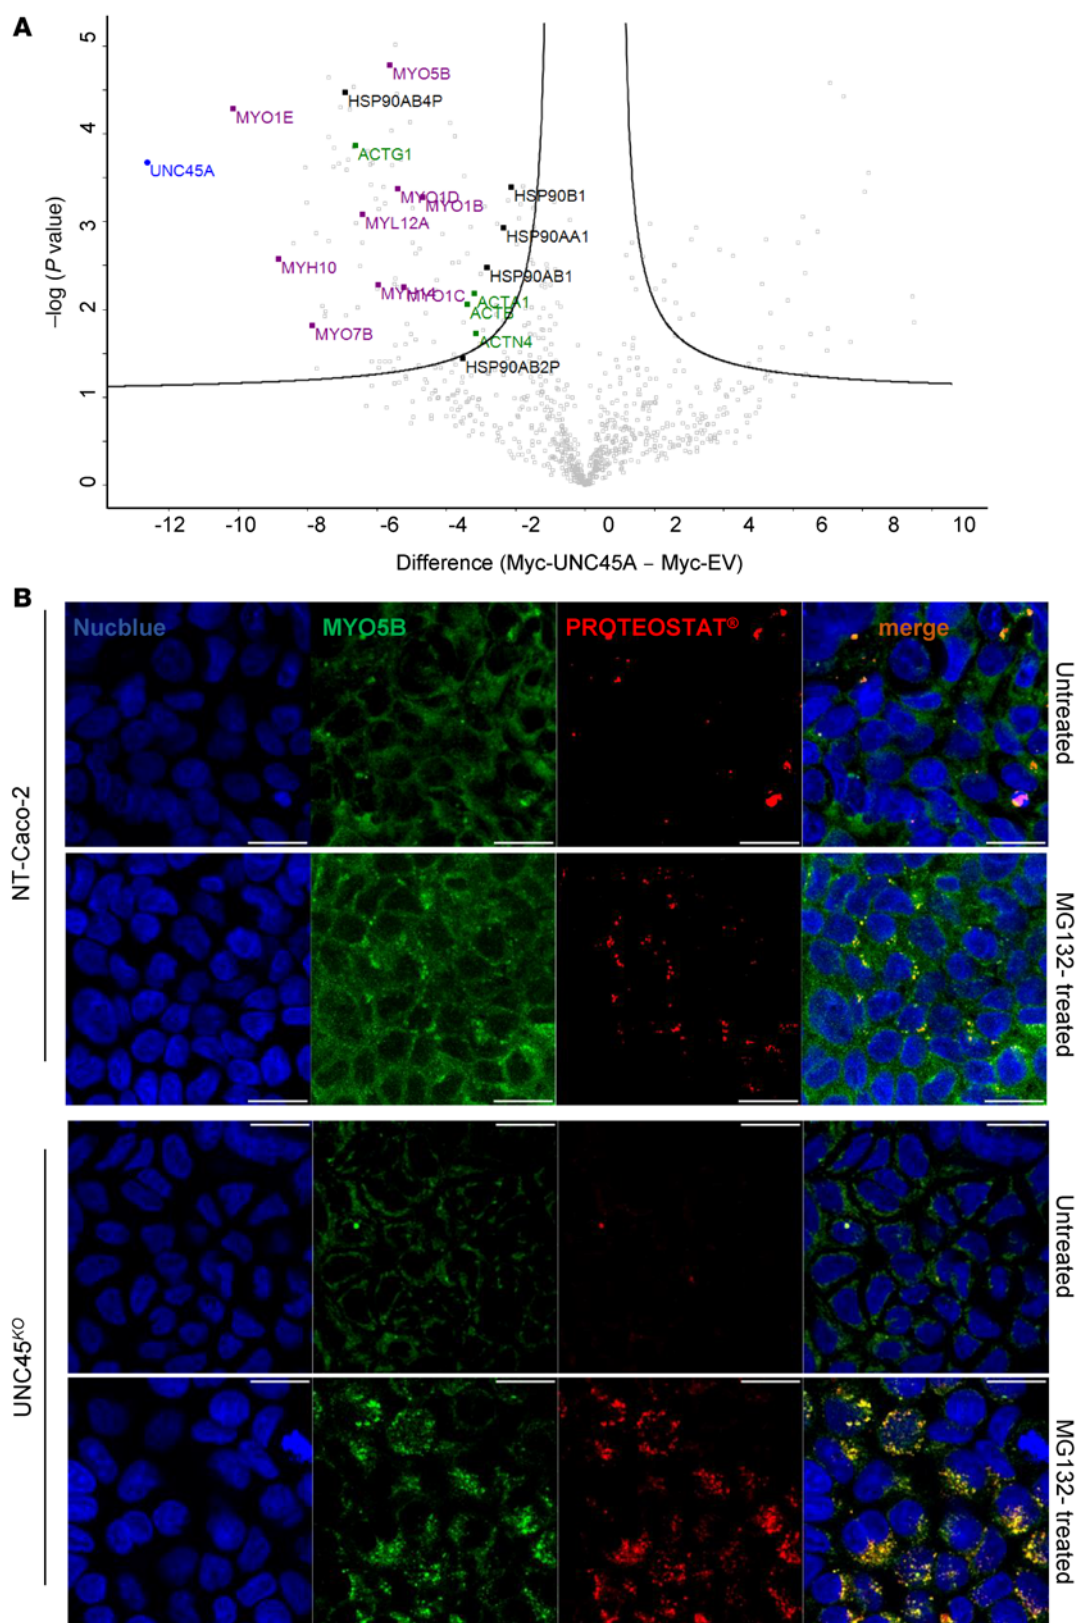 A
5
4
3
2
1
0
–log (P value)
MYO5B
HSP90AB4P
MYO1E
ACTG1
UNC45A
MYO1D
HSP90B1
MYO1B
MYL12A
HSP90AA1
MYH10
HSP90AB1
MYH14
MYO1C
ACTA1
ACTB
MYO7B
ACTN4
HSP90AB2P
-12 -10 -8 -6 -4 -2 0 2 4 6 8 10
Difference (Myc-UNC45A – Myc-EV)
B
Nucblue MYO5B PROTEOSTAT® merge
NT-Caco-2
Untreated
MG132- treated
UNC45KO
Untreated
MG132- treated